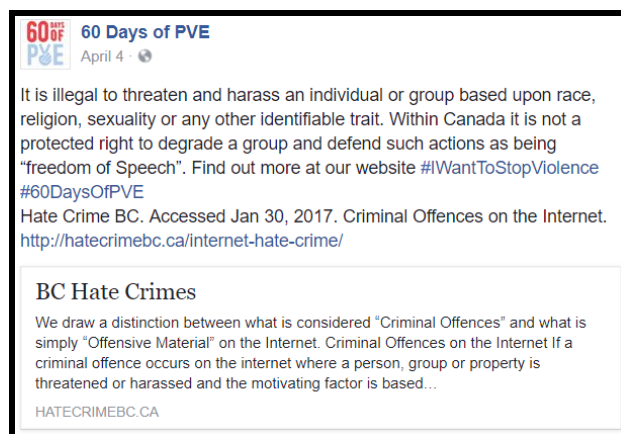 60 DAYS OF
PVE
60 Days of PVE
April 4 ·
It is illegal to threaten and harass an individual or group based upon race,
religion, sexuality or any other identifiable trait. Within Canada it is not a
protected right to degrade a group and defend such actions as being
“freedom of Speech”. Find out more at our website #IWantToStopViolence
#60DaysOfPVE
Hate Crime BC. Accessed Jan 30, 2017. Criminal Offences on the Internet.
http://hatecrimebc.ca/internet-hate-crime/
BC Hate Crimes
We draw a distinction between what is considered “Criminal Offences” and what is
simply “Offensive Material” on the Internet. Criminal Offences on the Internet If a
criminal offence occurs on the internet where a person, group or property is
threatened or harassed and the motivating factor is based…
HATECRIMEBC.CA